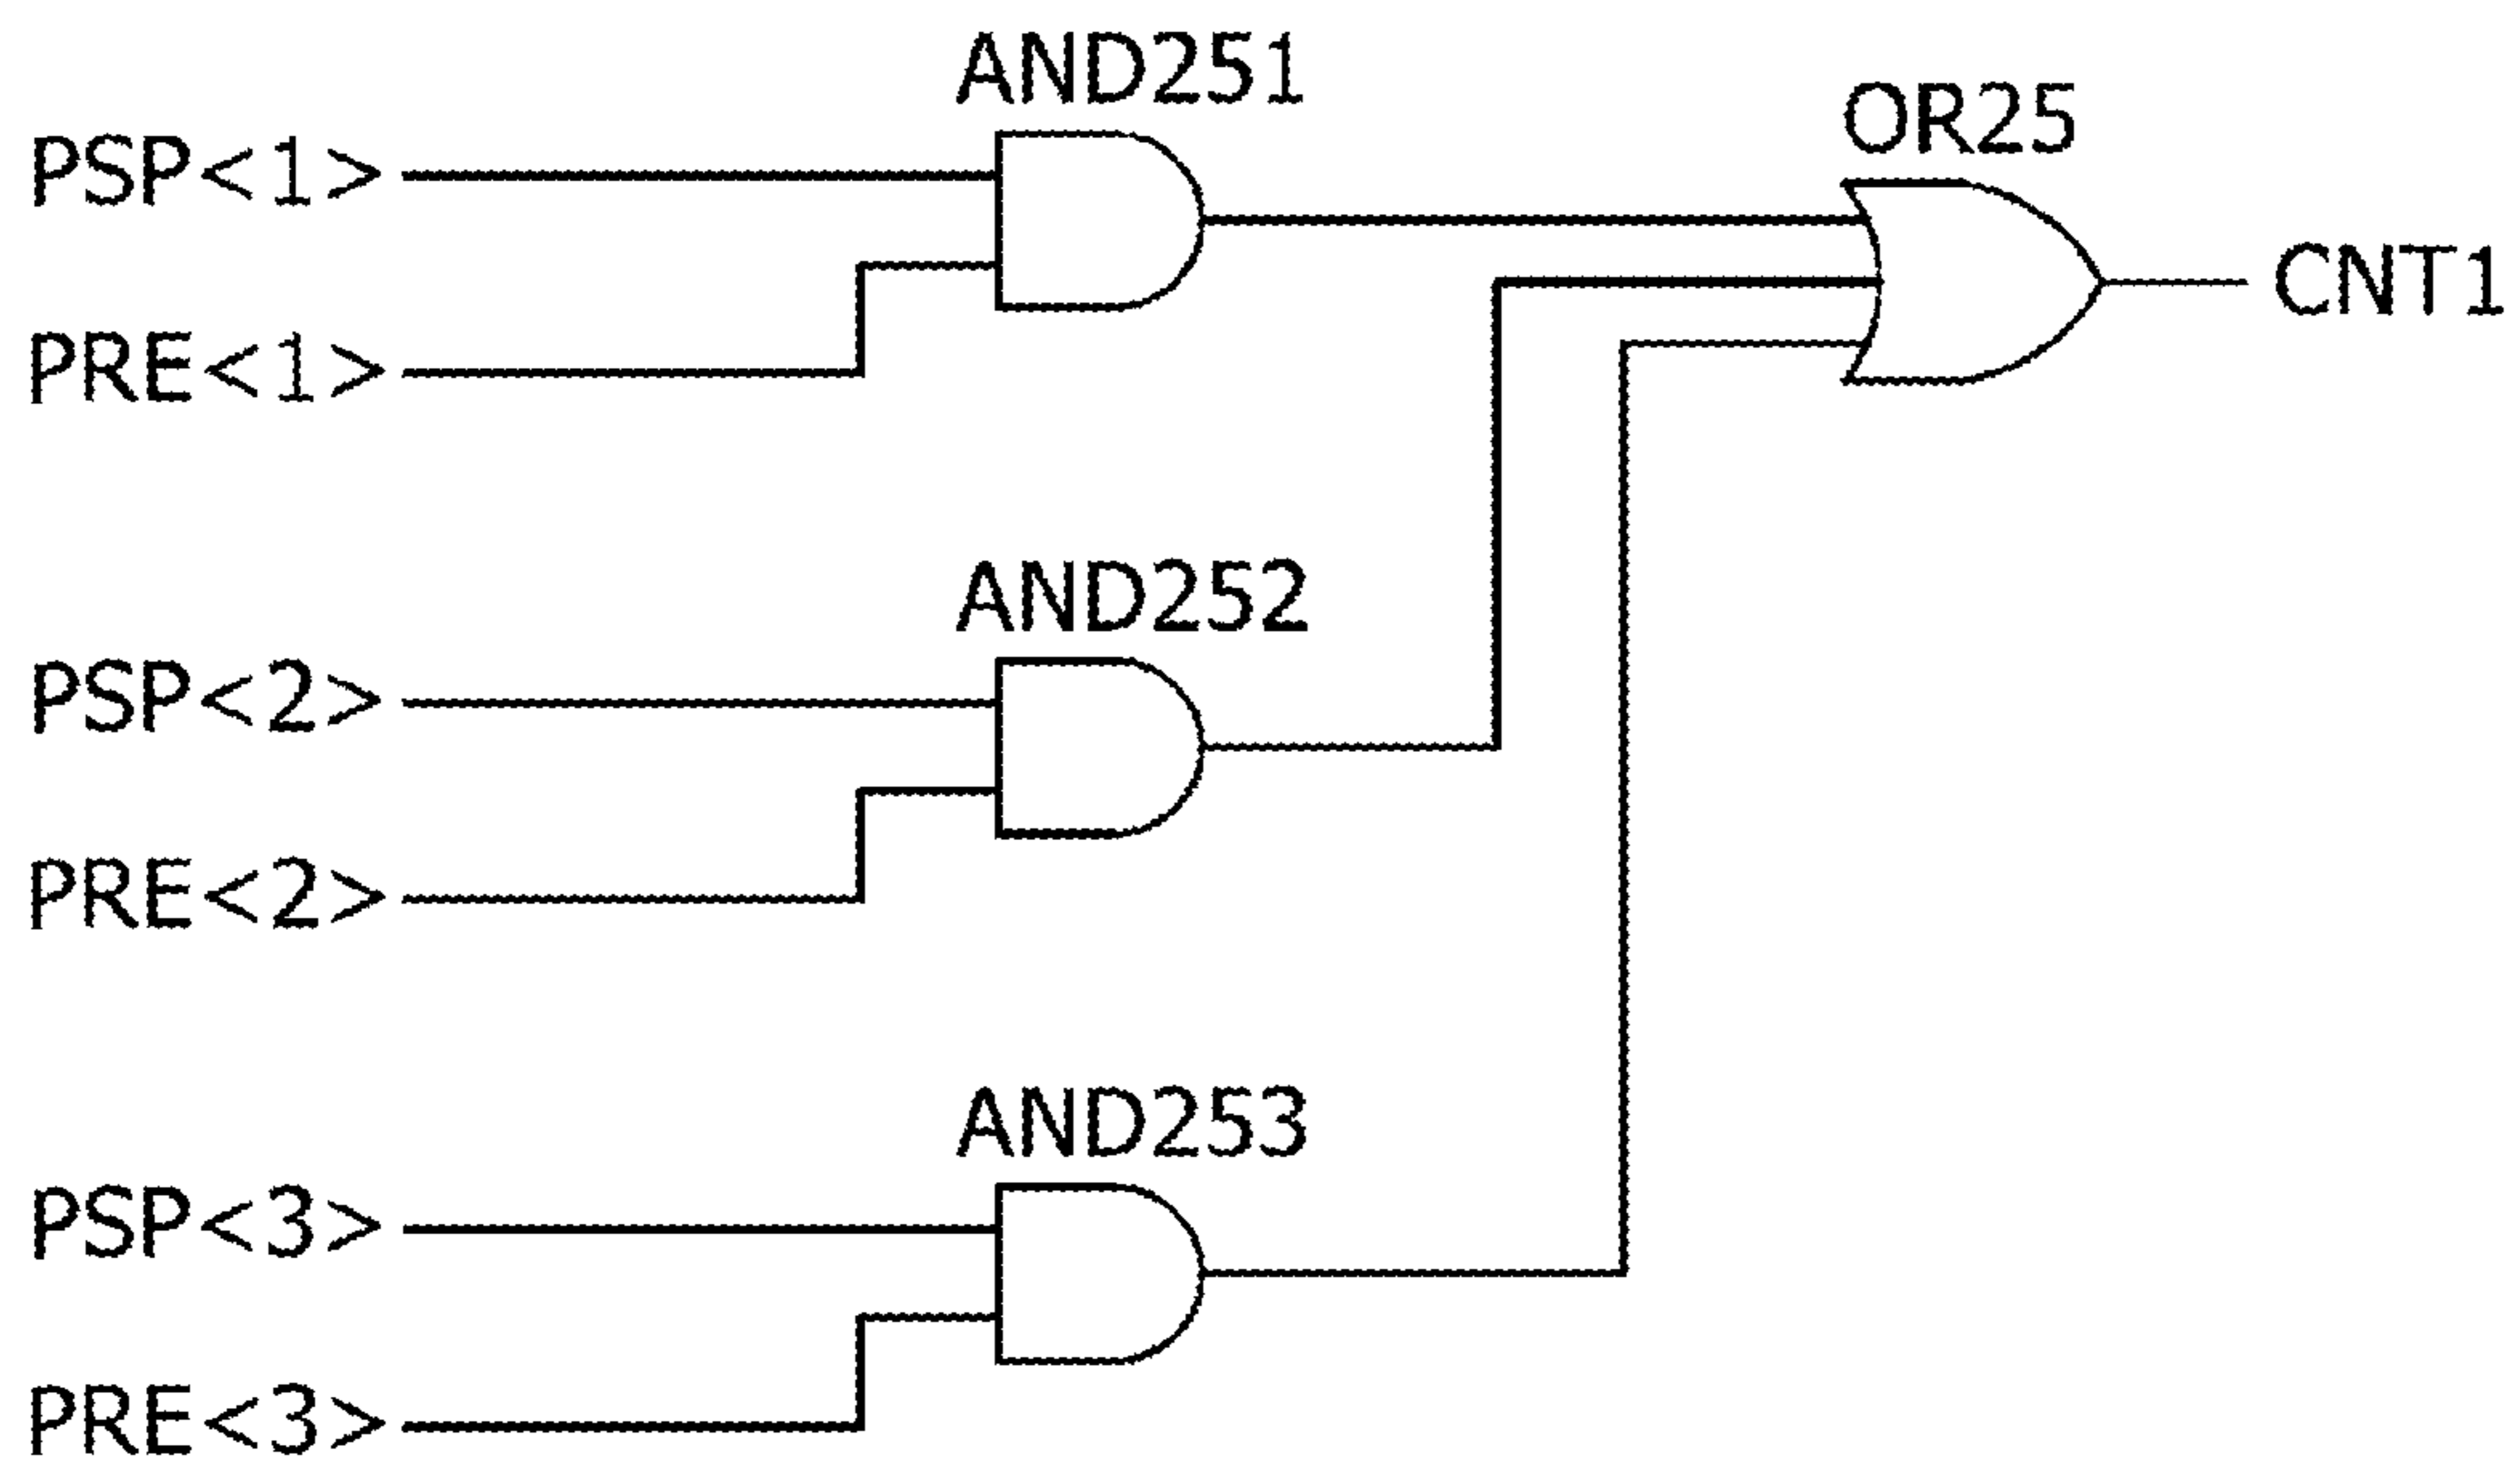 AND251
OR25
PSP<1>
CNT1
PRE<1>
AND252
PSP<2>
PRE<2>
AND253
PSP<3>
PRE<3>